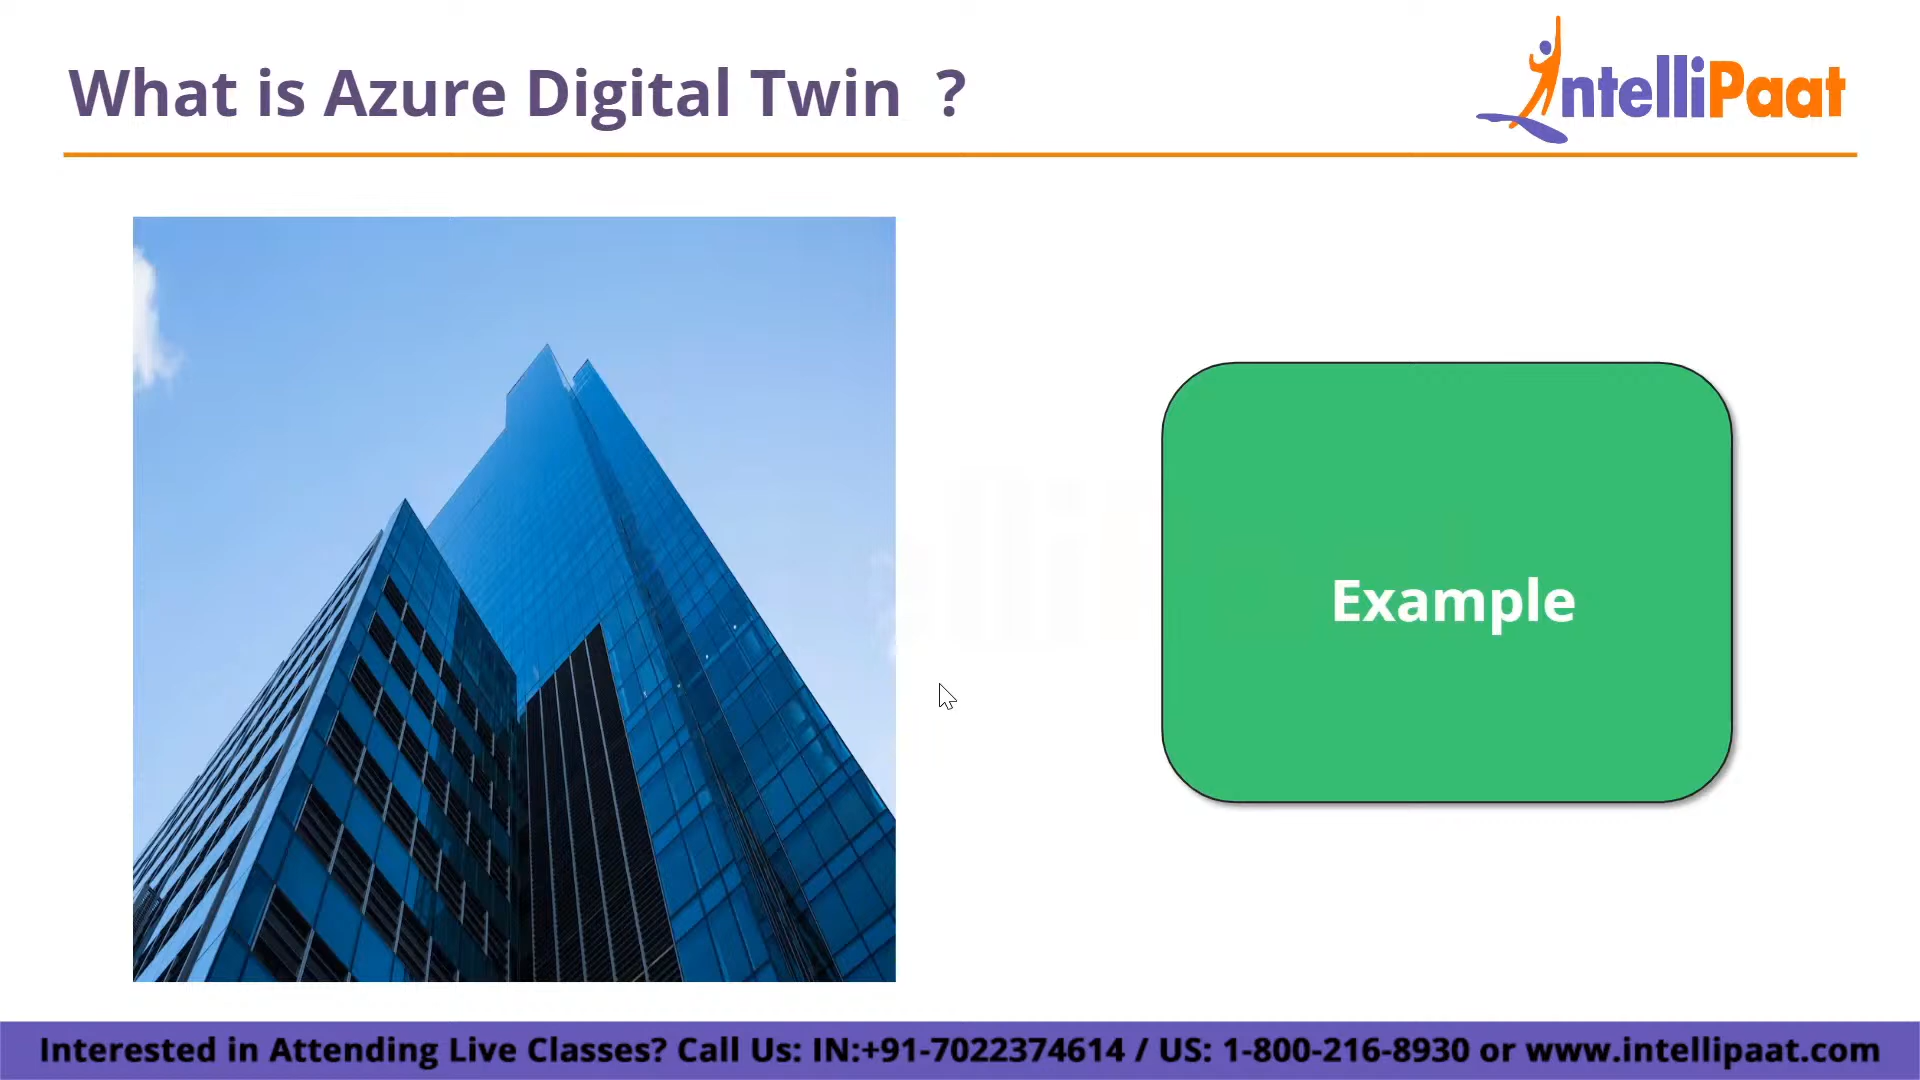 What is Azure Digital Twin ?
IntelliPaat
Example
Interested in Attending Live Classes? Call Us: IN:+91-7022374614 / US: 1-800-216-8930 or www.intellipaat.com